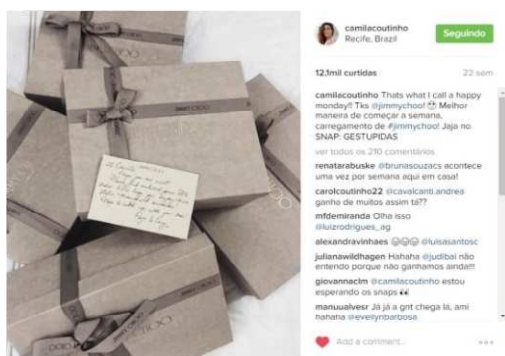 CHOO
camilacoutinho
Recife, Brazil
Seguindo
12,1mil curtidas
22 sem
camilacoutinho Thats what I call a happy
monday!! Tks @jimmychoo! 😍 Melhor
maneira de começar a semana,
carregamento de #jimmychoo! Jaja no
SNAP: GESTUPIDAS
ver todos os 210 comentários
renatarabuske @brunasouzacs acontece
uma vez por semana aqui em casa!
carolcoutinho22 @cavalcanti.andrea
ganha de muitos assim tá??
mfdemiranda Olha isso
@luizrodrigues_ag
alexandravinhaes 😱😱😱 @luisasantosc
julianawildhagen Hahaha @judibai não
entendo porque não ganhamos ainda!!!
giovannaclm @camilacoutinho estou
esperando os snaps 👀
manuualvesr Já já a gnt chega lá, ami
hahaha @evellynrbarbosa
Add a comment...